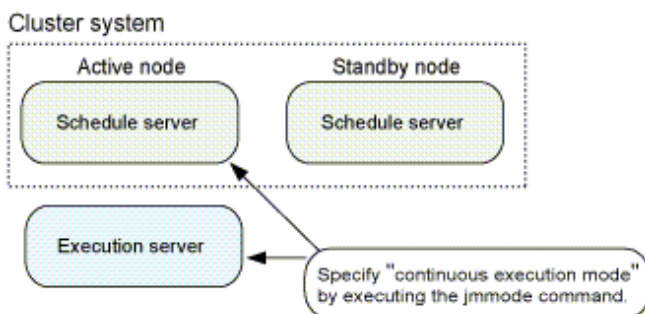 Cluster system
Active node
Standby node
Schedule server
Schedule server
Execution server
Specify "continuous execution mode"
by executing the jmmode command.